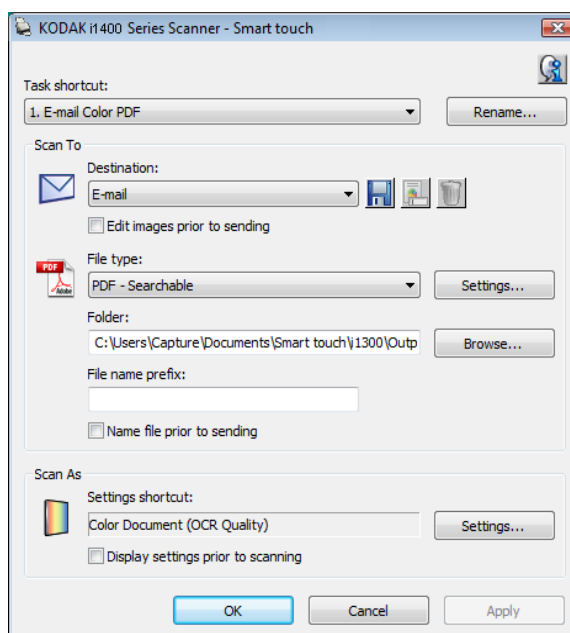 KODAK i1400 Series Scanner - Smart touch
Task shortcut:
1. E-mail Color PDF
Rename...
Scan To
Destination:
E-mail
Edit images prior to sending
PDF
Adobe
File type:
PDF - Searchable
Settings...
Folder:
C:\Users\Capture\Documents\Smart touch\i1300\Outp
Browse...
File name prefix:
Name file prior to sending
Scan As
Settings shortcut:
Color Document (OCR Quality)
Settings...
Display settings prior to scanning
OK
Cancel
Apply